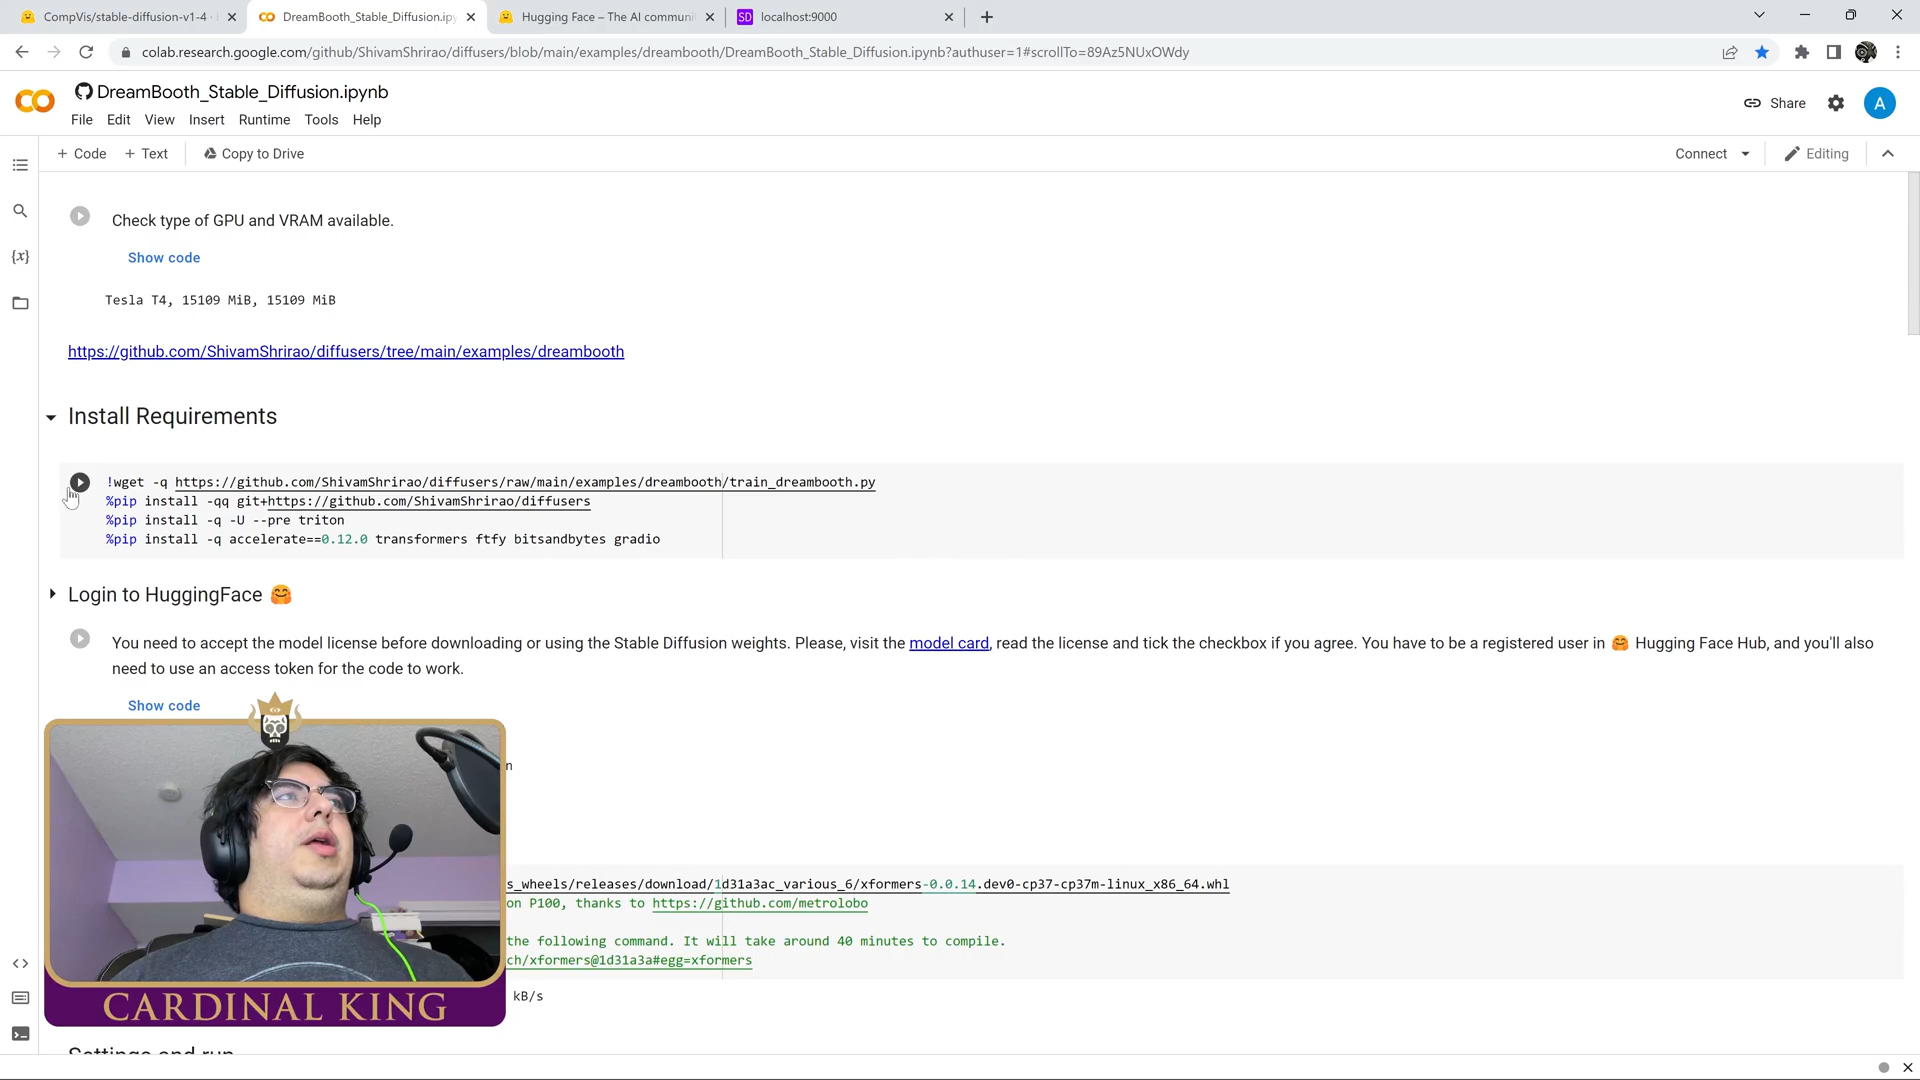 CompVis/stable-diffusion-v1-4
DreamBooth_Stable_Diffusion.ipy
Hugging Face – The AI communi
SD localhost:9000
colab.research.google.com/github/ShivamShrirao/diffusers/blob/main/examples/dreambooth/DreamBooth_Stable_Diffusion.ipynb?authuser=1#scrollTo=89Az5NUxOWdy
DreamBooth_Stable_Diffusion.ipynb
File Edit View Insert Runtime Tools Help
Share
A
+ Code + Text Copy to Drive
Connect Editing
Check type of GPU and VRAM available.
{x}
Show code
Tesla T4, 15109 MiB, 15109 MiB
https://github.com/ShivamShrirao/diffusers/tree/main/examples/dreambooth
Install Requirements
!wget -q https://github.com/ShivamShrirao/diffusers/raw/main/examples/dreambooth/train_dreambooth.py
%pip install -qq git+https://github.com/ShivamShrirao/diffusers
%pip install -q -U --pre triton
%pip install -q accelerate==0.12.0 transformers ftfy bitsandbytes gradio
Login to HuggingFace 🤗
You need to accept the model license before downloading or using the Stable Diffusion weights. Please, visit the model card, read the license and tick the checkbox if you agree. You have to be a registered user in 🤗 Hugging Face Hub, and you'll also
need to use an access token for the code to work.
Show code
n
s_wheels/releases/download/1d31a3ac_various_6/xformers-0.0.14.dev0-cp37-cp37m-linux_x86_64.whl
on P100, thanks to https://github.com/metrolobo
the following command. It will take around 40 minutes to compile.
ch/xformers@1d31a3a#egg=xformers
kB/s
CARDINAL KING
Settings and run